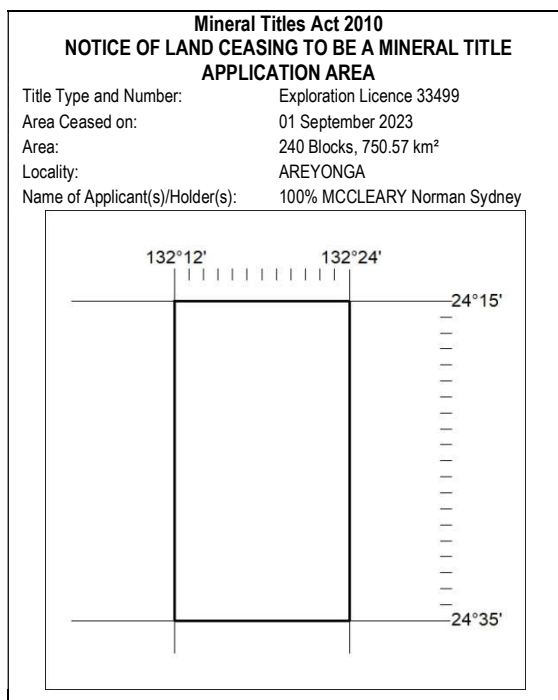 Mineral Titles Act 2010
NOTICE OF LAND CEASING TO BE A MINERAL TITLE
APPLICATION AREA
Title Type and Number: Exploration Licence 33499
Area Ceased on: 01 September 2023
Area: 240 Blocks, 750.57 km²
Locality: AREYONGA
Name of Applicant(s)/Holder(s): 100% MCCLEARY Norman Sydney
132°12' 132°24'
24°15'
24°35'